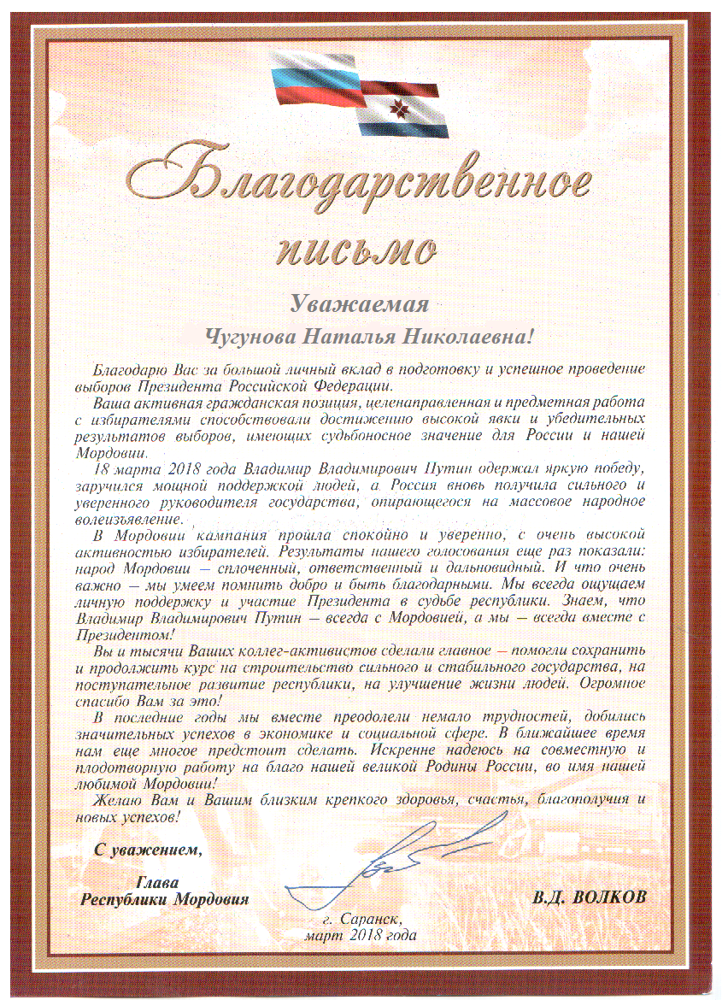 Благодарственное
письмо
Уважаемая
Чугунова Наталья Николаевна!
Благодарю Вас за большой личный вклад в подготовку и успешное проведение
выборов Президента Российской Федерации.
Ваша активная гражданская позиция, целенаправленная и предметная работа
с избирателями способствовали достижению высокой явки и убедительных
результатов выборов, имеющих судьбоносное значение для России и нашей
Мордовии.
18 марта 2018 года Владимир Владимирович Путин одержал яркую победу,
заручился мощной поддержкой людей, а Россия вновь получила сильного и
уверенного руководителя государства, опирающегося на массовое народное
волеизъявление.
В Мордовии кампания прошла спокойно и уверенно, с очень высокой
активностью избирателей. Результаты нашего голосования еще раз показали:
народ Мордовии – сплоченный, ответственный и дальновидный. И что очень
важно – мы умеем помнить добро и быть благодарными. Мы всегда ощущаем
личную поддержку и участие Президента в судьбе республики. Знаем, что
Владимир Владимирович Путин – всегда с Мордовией, а мы – всегда вместе с
Президентом!
Вы и тысячи Ваших коллег-активистов сделали главное – помогли сохранить
и продолжить курс на строительство сильного и стабильного государства, на
поступательное развитие республики, на улучшение жизни людей. Огромное
спасибо Вам за это!
В последние годы мы вместе преодолели немало трудностей, добились
значительных успехов в экономике и социальной сфере. В ближайшее время
нам еще многое предстоит сделать. Искренне надеюсь на совместную и
плодотворную работу на благо нашей великой Родины России, во имя нашей
любимой Мордовии!
Желаю Вам и Вашим близким крепкого здоровья, счастья, благополучия и
новых успехов!
С уважением,
Глава
Республики Мордовия
В.Д. ВОЛКОВ
г. Саранск,
март 2018 года